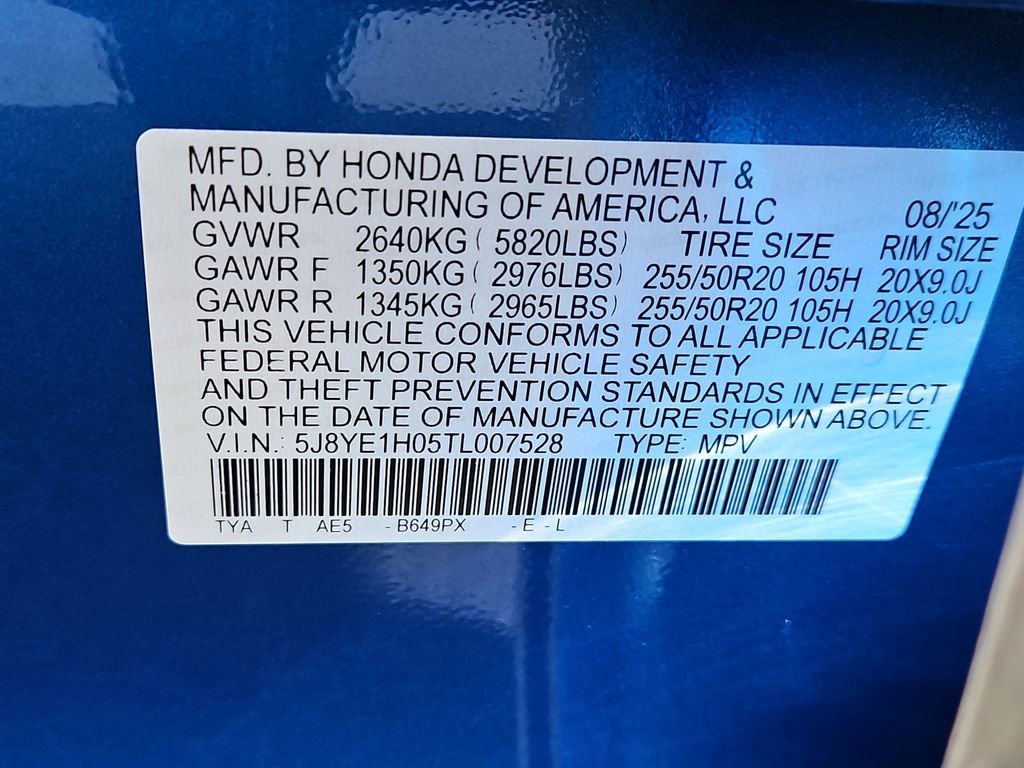 MFD. BY HONDA DEVELOPMENT &
MANUFACTURING OF AMERICA, LLC 08/'25
GVWR 2640KG ( 5820LBS) TIRE SIZE RIM SIZE
GAWR F 1350KG ( 2976LBS) 255/50R20 105H 20X9.0J
GAWR R 1345KG ( 2965LBS) 255/50R20 105H 20X9.0J
THIS VEHICLE CONFORMS TO ALL APPLICABLE
FEDERAL MOTOR VEHICLE SAFETY
AND THEFT PREVENTION STANDARDS IN EFFECT
ON THE DATE OF MANUFACTURE SHOWN ABOVE.
V.I.N.: 5J8YE1H05TL007528 TYPE: MPV
TYA T AE5 - B649PX - E - L